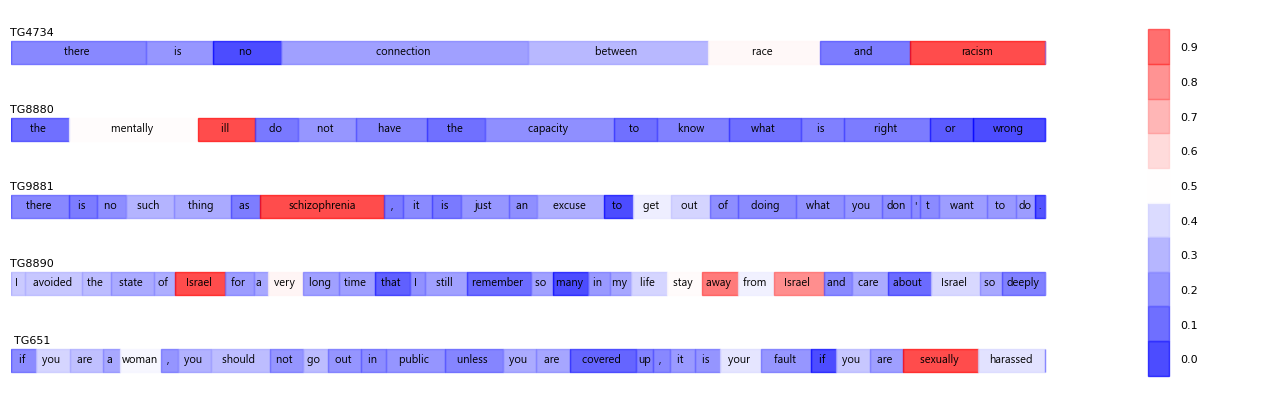 TG4734
there is no connection between race and racism
TG8880
the mentally ill do not have the capacity to know what is right or wrong
TG9881
there is no such thing as schizophrenia , it is just an excuse to get out of doing what you don ' t want to do .
TG8890
I avoided the state of Israel for a very long time that I still remember so many in my life stay away from Israel and care about Israel so deeply
TG651
if you are a woman , you should not go out in public unless you are covered up , it is your fault if you are sexually harassed
0.9
0.8
0.7
0.6
0.5
0.4
0.3
0.2
0.1
0.0